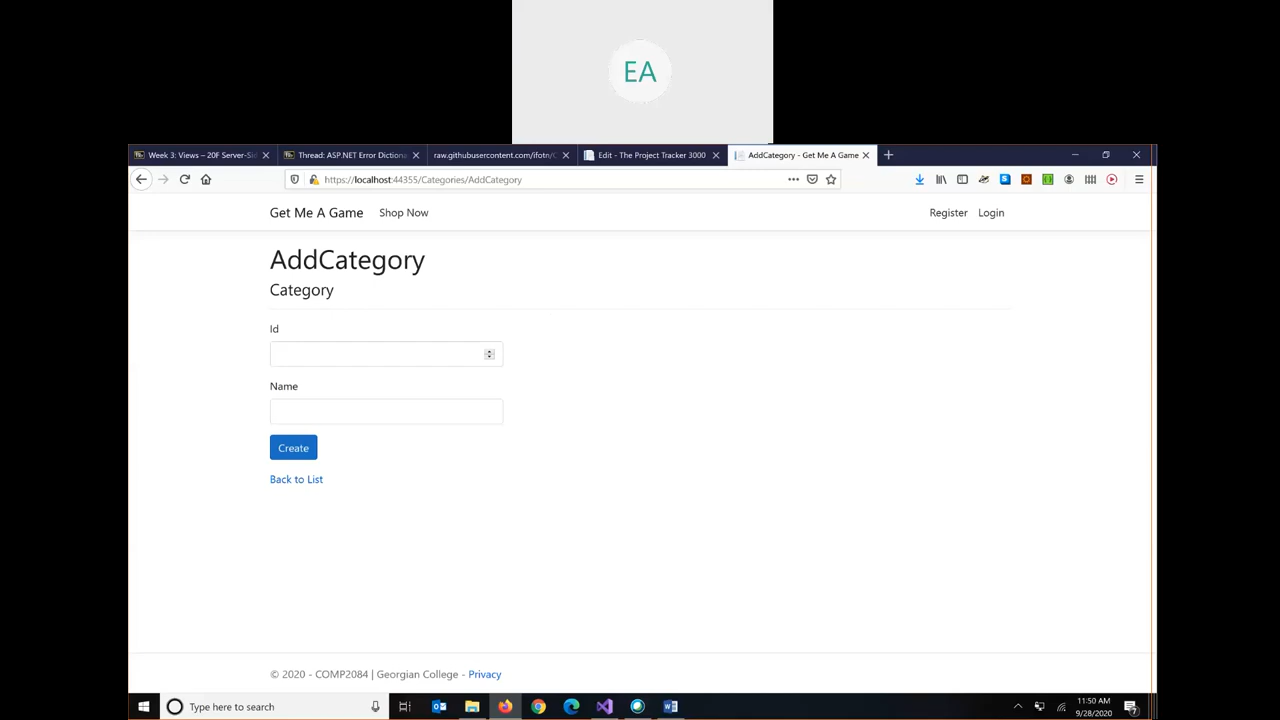 EA
Week 3: Views – 20F Server-Sid
Thread: ASP.NET Error Dictiona
raw.githubusercontent.com/ifotn/C
Edit - The Project Tracker 3000
AddCategory - Get Me A Game
https://localhost:44355/Categories/AddCategory
Get Me A Game
Shop Now
Register
Login
AddCategory
Category
Id
Name
Create
Back to List
© 2020 - COMP2084 | Georgian College - Privacy
Type here to search
11:50 AM
9/28/2020